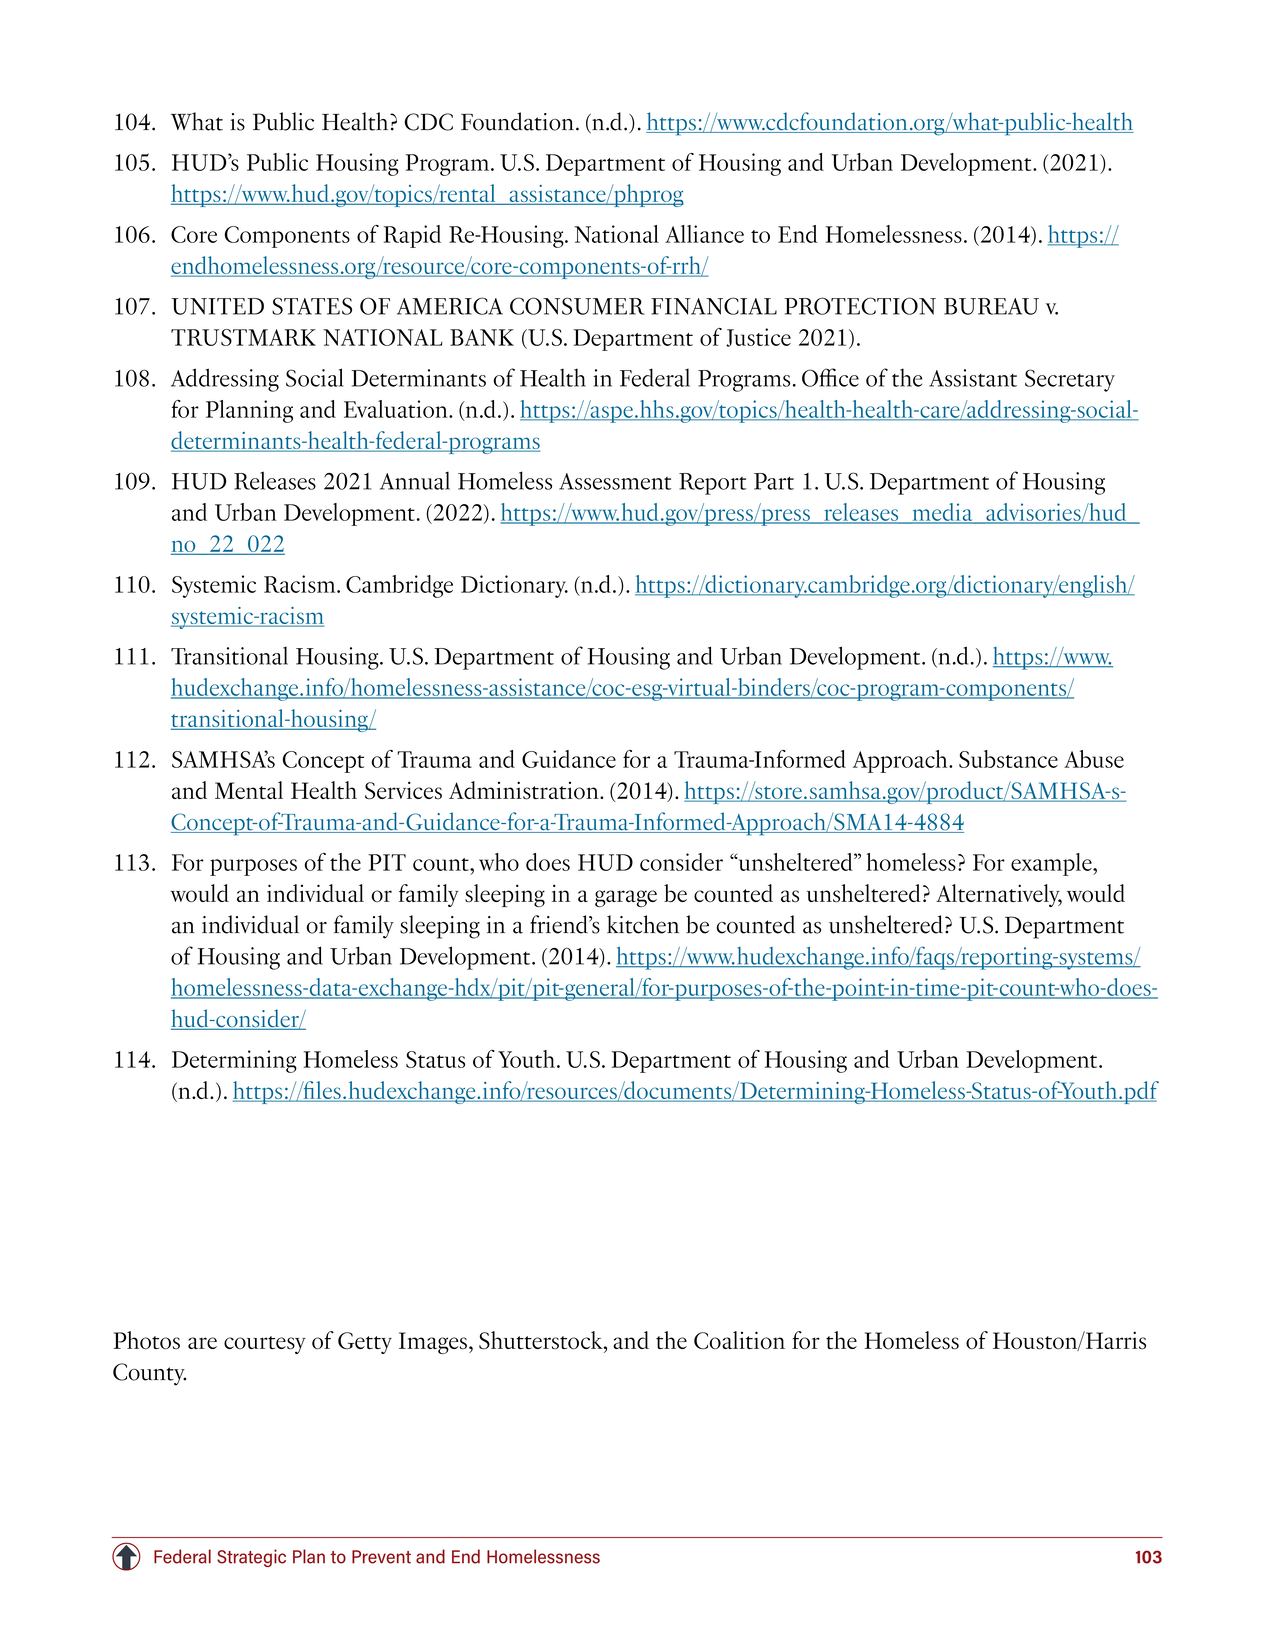 104. What is Public Health? CDC Foundation. (n.d.). https://www.cdcfoundation.org/what-public-health
105. HUD’s Public Housing Program. U.S. Department of Housing and Urban Development. (2021).
https://www.hud.gov/topics/rental_assistance/phprog
106. Core Components of Rapid Re-Housing. National Alliance to End Homelessness. (2014). https://
endhomelessness.org/resource/core-components-of-rrh/
107. UNITED STATES OF AMERICA CONSUMER FINANCIAL PROTECTION BUREAU v.
TRUSTMARK NATIONAL BANK (U.S. Department of Justice 2021).
108. Addressing Social Determinants of Health in Federal Programs. Office of the Assistant Secretary
for Planning and Evaluation. (n.d.). https://aspe.hhs.gov/topics/health-health-care/addressing-social-
determinants-health-federal-programs
109. HUD Releases 2021 Annual Homeless Assessment Report Part 1. U.S. Department of Housing
and Urban Development. (2022). https://www.hud.gov/press/press_releases_media_advisories/hud_
no_22_022
110. Systemic Racism. Cambridge Dictionary. (n.d.). https://dictionary.cambridge.org/dictionary/english/
systemic-racism
111. Transitional Housing. U.S. Department of Housing and Urban Development. (n.d.). https://www.
hudexchange.info/homelessness-assistance/coc-esg-virtual-binders/coc-program-components/
transitional-housing/
112. SAMHSA’s Concept of Trauma and Guidance for a Trauma-Informed Approach. Substance Abuse
and Mental Health Services Administration. (2014). https://store.samhsa.gov/product/SAMHSA-s-
Concept-of-Trauma-and-Guidance-for-a-Trauma-Informed-Approach/SMA14-4884
113. For purposes of the PIT count, who does HUD consider “unsheltered” homeless? For example,
would an individual or family sleeping in a garage be counted as unsheltered? Alternatively, would
an individual or family sleeping in a friend’s kitchen be counted as unsheltered? U.S. Department
of Housing and Urban Development. (2014). https://www.hudexchange.info/faqs/reporting-systems/
homelessness-data-exchange-hdx/pit/pit-general/for-purposes-of-the-point-in-time-pit-count-who-does-
hud-consider/
114. Determining Homeless Status of Youth. U.S. Department of Housing and Urban Development.
(n.d.). https://files.hudexchange.info/resources/documents/Determining-Homeless-Status-of-Youth.pdf
Photos are courtesy of Getty Images, Shutterstock, and the Coalition for the Homeless of Houston/Harris
County.
Federal Strategic Plan to Prevent and End Homelessness 103